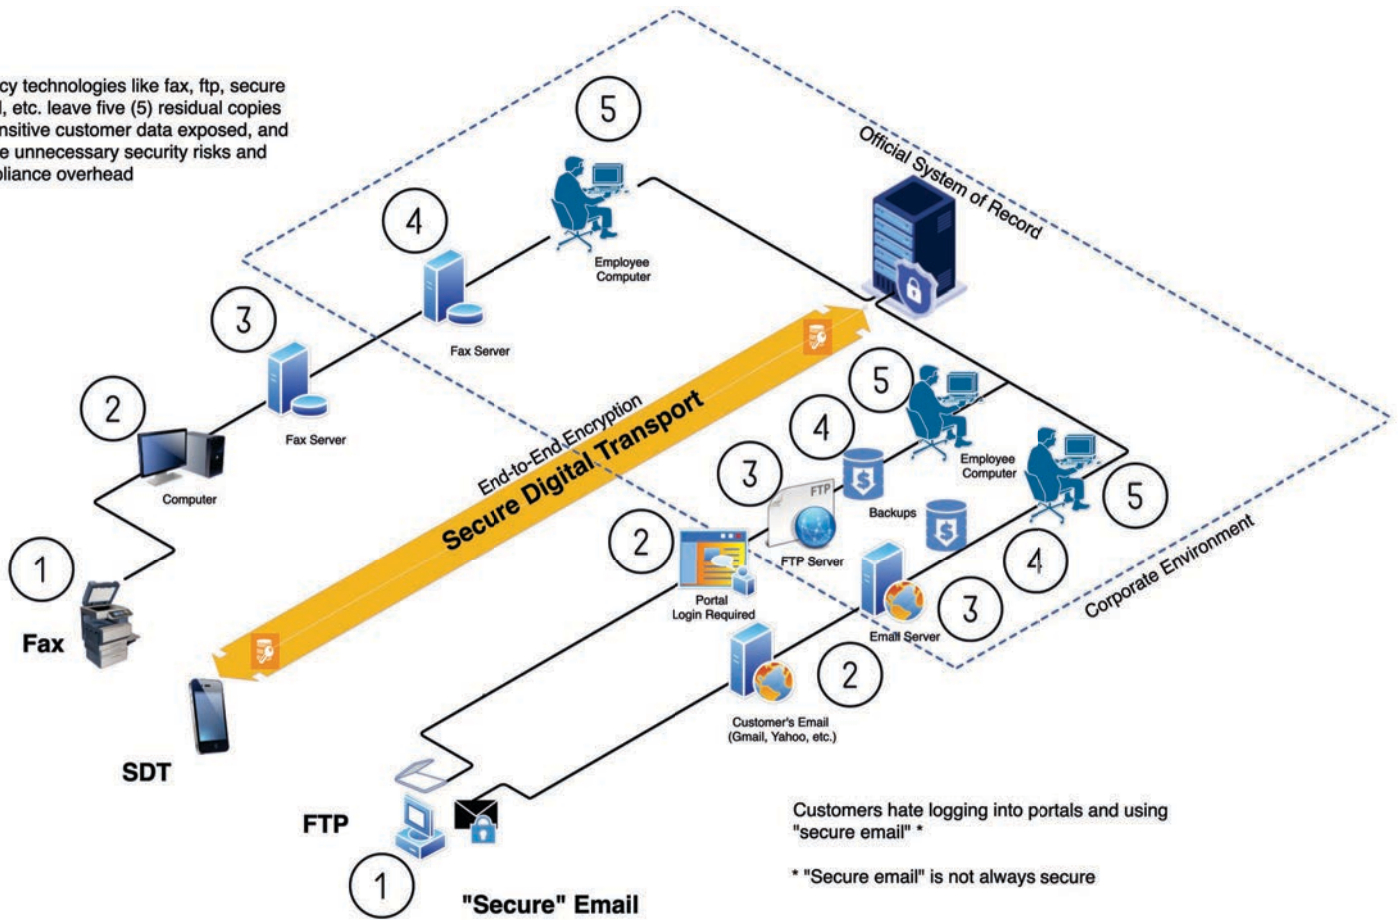 cy technologies like fax, ftp, secure
l, etc. leave five (5) residual copies
nsitive customer data exposed, and
e unnecessary security risks and
pliance overhead
5
Official System of Record
4
Employee
Computer
3
Fax Server
2
Fax Server
Computer
End-to-End Encryption
Secure Digital Transport
5
4
Employee
Computer
3
5
FTP
Backups
2
FTP Server
4
Corporate Environment
1
Portal
Login Required
3
Email Server
Fax
2
Customer's Email
(Gmail, Yahoo, etc.)
SDT
FTP
1
"Secure" Email
Customers hate logging into portals and using
"secure email" *
* "Secure email" is not always secure